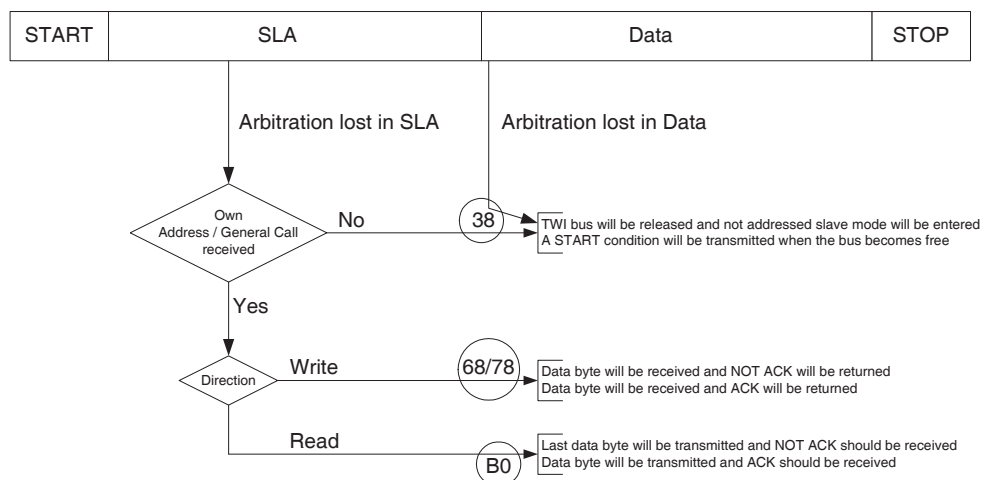 START SLA Data STOP
Arbitration lost in SLA Arbitration lost in Data
Own
Address / General Call
received
No
38
TWI bus will be released and not addressed slave mode will be entered
A START condition will be transmitted when the bus becomes free
Yes
Direction
Write
68/78
Data byte will be received and NOT ACK will be returned
Data byte will be received and ACK will be returned
Read
B0
Last data byte will be transmitted and NOT ACK should be received
Data byte will be transmitted and ACK should be received